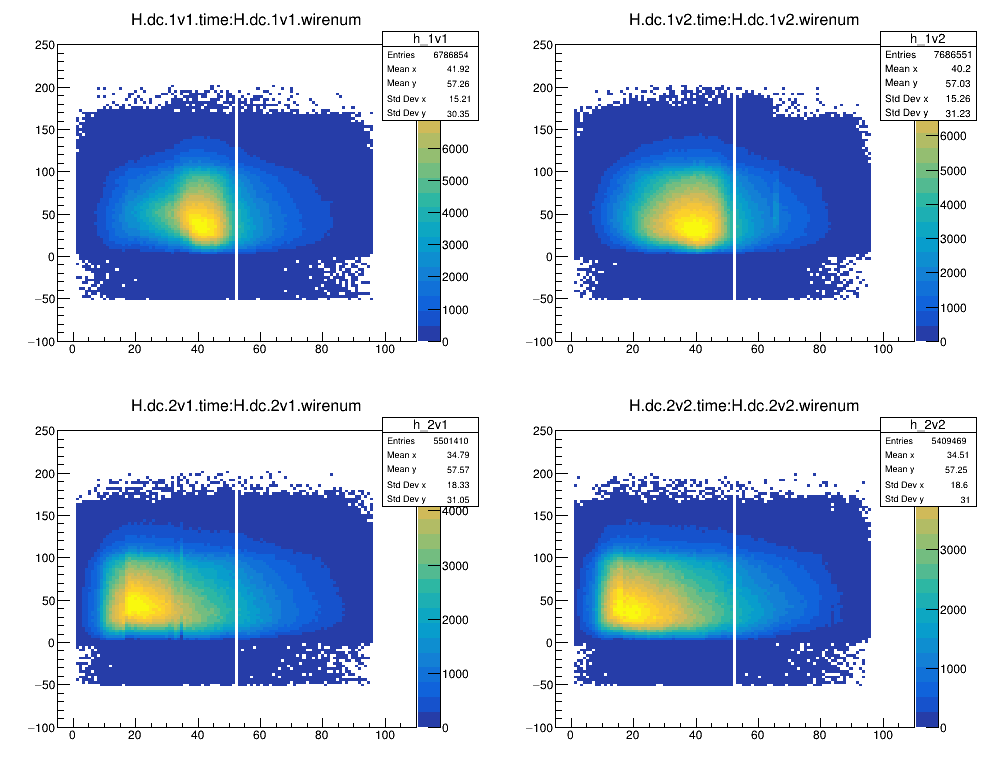 H.dc.1v1.time:H.dc.1v1.wirenum
h_1v1
Entries 6786854
Mean x 41.92
Mean y 57.26
Std Dev x 15.21
Std Dev y 30.35
250
200
150
100
50
0
−50
−100
0 20 40 60 80 100
6000
5000
4000
3000
2000
1000
0
H.dc.1v2.time:H.dc.1v2.wirenum
h_1v2
Entries 7686551
Mean x 40.2
Mean y 57.03
Std Dev x 15.26
Std Dev y 31.23
250
200
150
100
50
0
−50
−100
0 20 40 60 80 100
6000
5000
4000
3000
2000
1000
0
H.dc.2v1.time:H.dc.2v1.wirenum
h_2v1
Entries 5501410
Mean x 34.79
Mean y 57.57
Std Dev x 18.33
Std Dev y 31.05
250
200
150
100
50
0
−50
−100
0 20 40 60 80 100
4000
3000
2000
1000
0
H.dc.2v2.time:H.dc.2v2.wirenum
h_2v2
Entries 5409469
Mean x 34.51
Mean y 57.25
Std Dev x 18.6
Std Dev y 31
250
200
150
100
50
0
−50
−100
0 20 40 60 80 100
3000
2000
1000
0